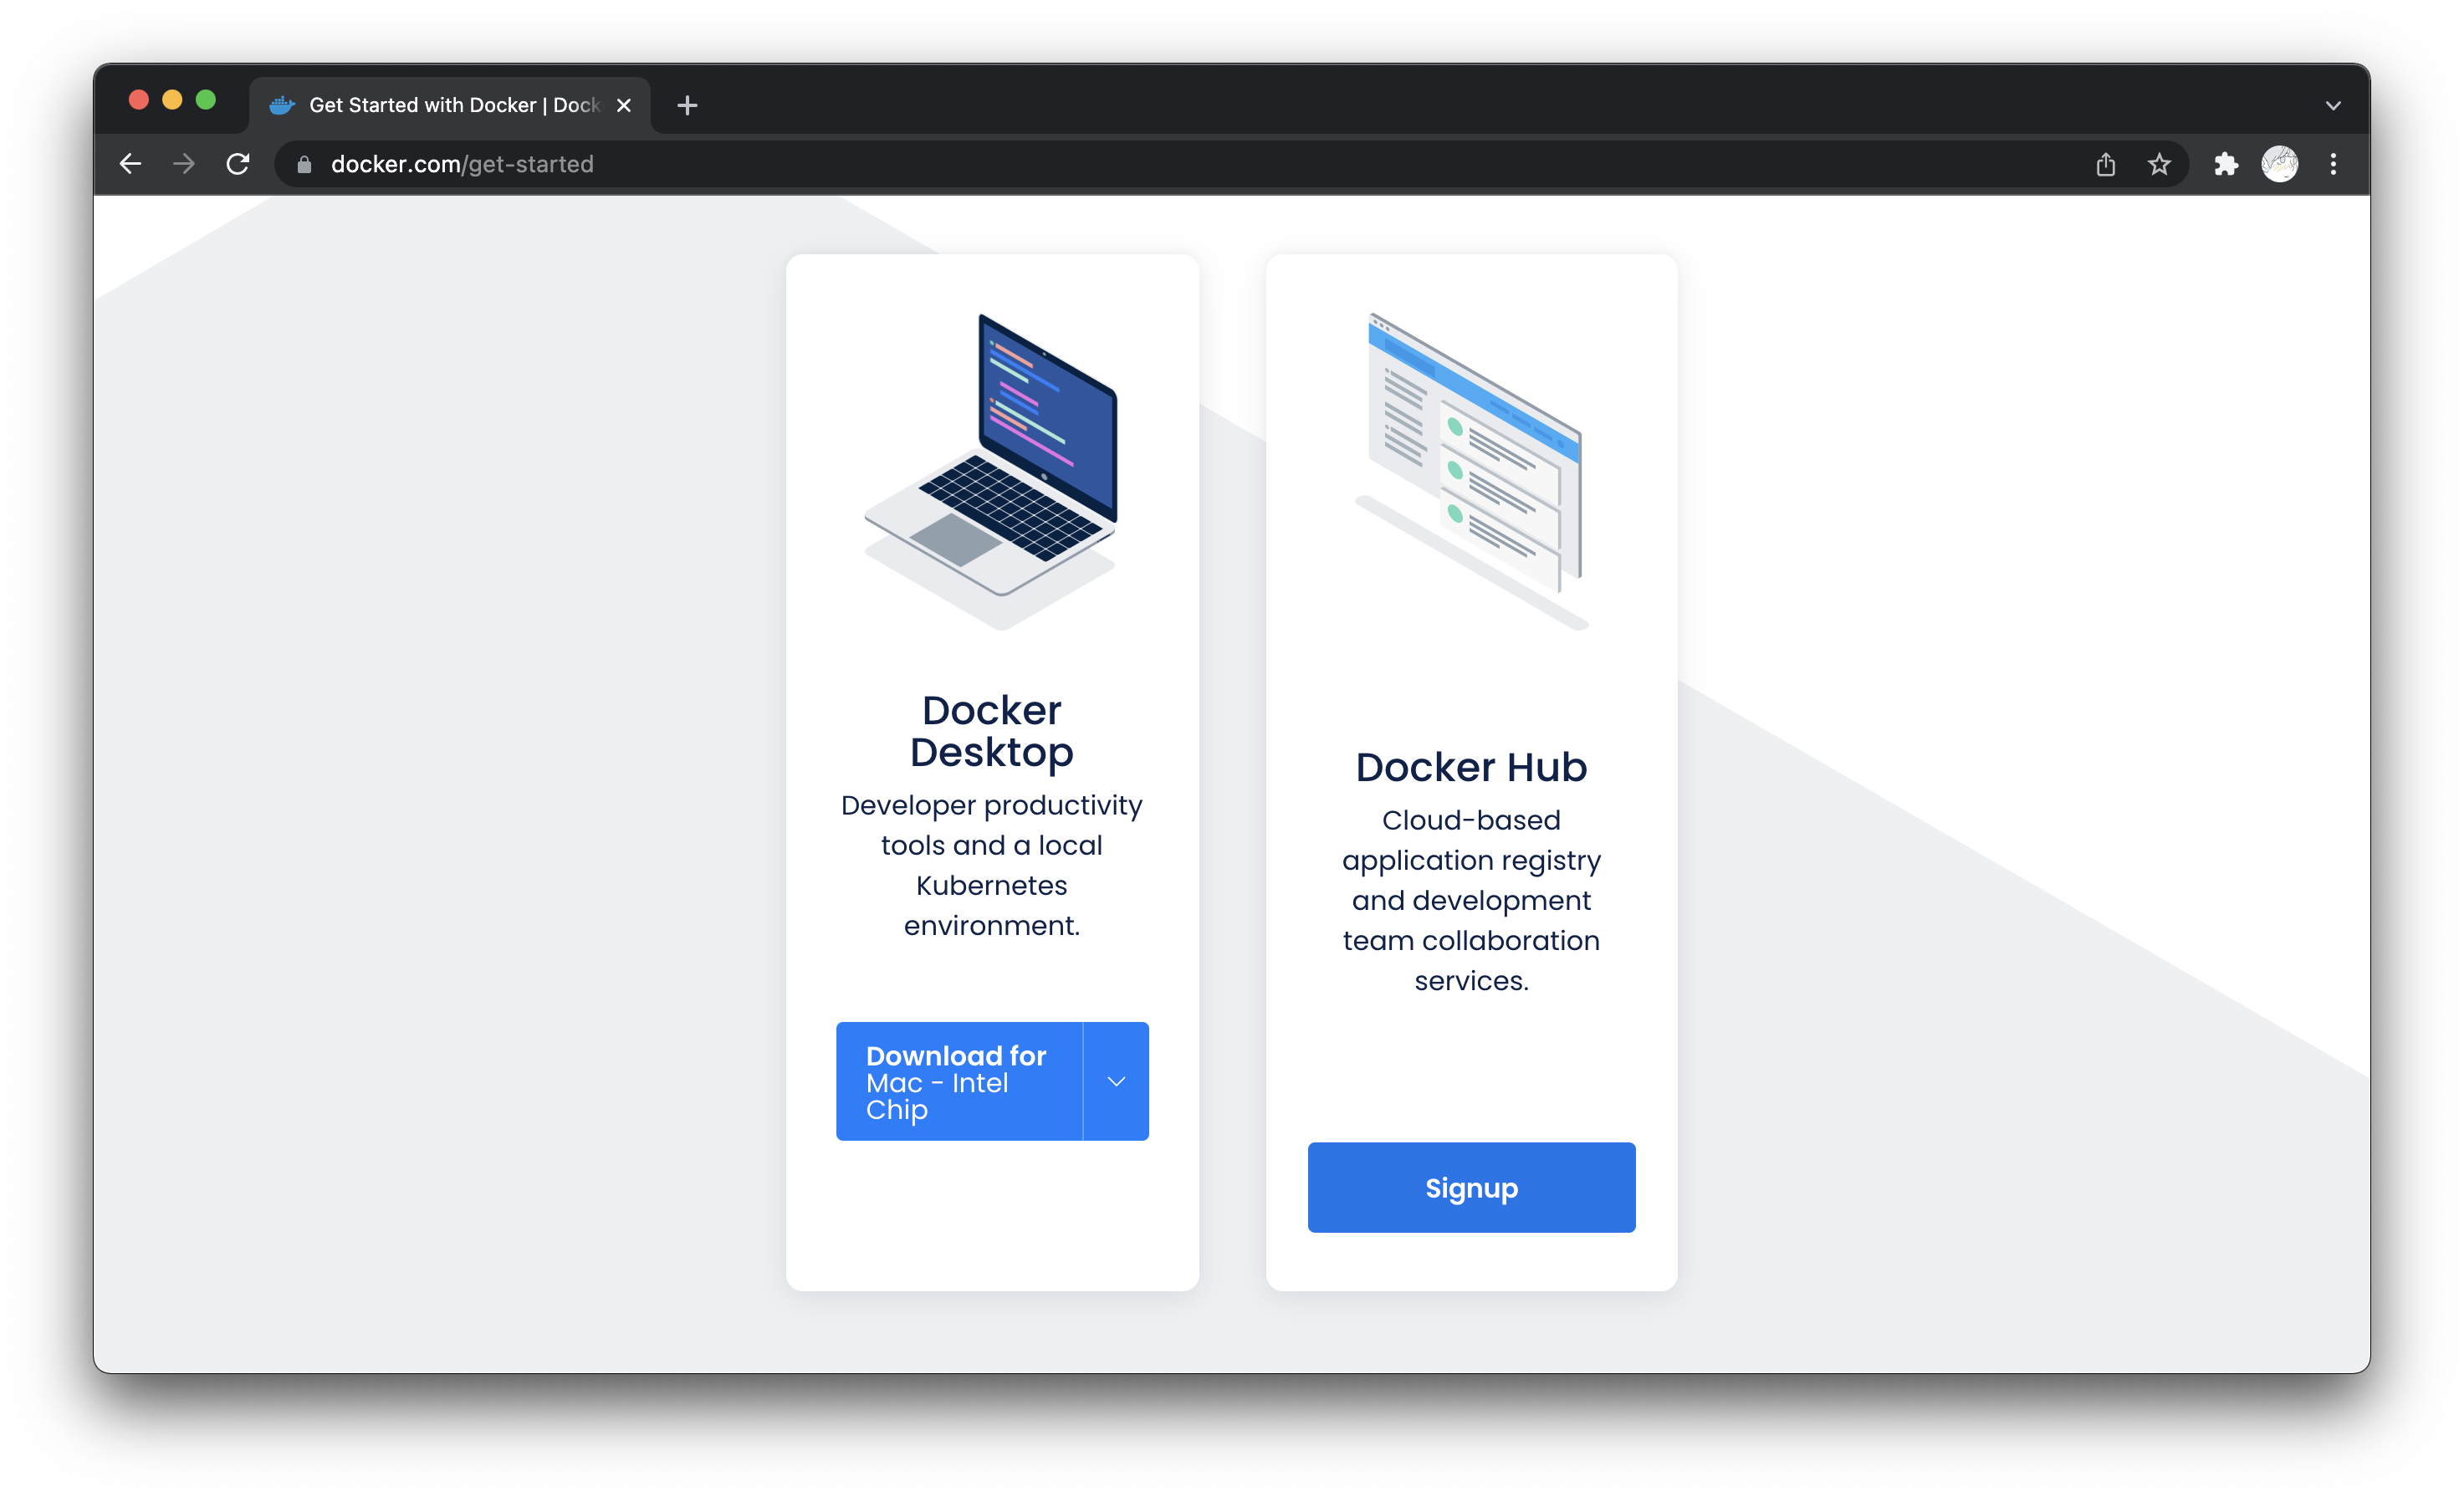 Get Started with Docker | Dock
docker.com/get-started
Docker
Desktop
Developer productivity
tools and a local
Kubernetes
environment.
Download for
Mac - Intel
Chip
Docker Hub
Cloud-based
application registry
and development
team collaboration
services.
Signup